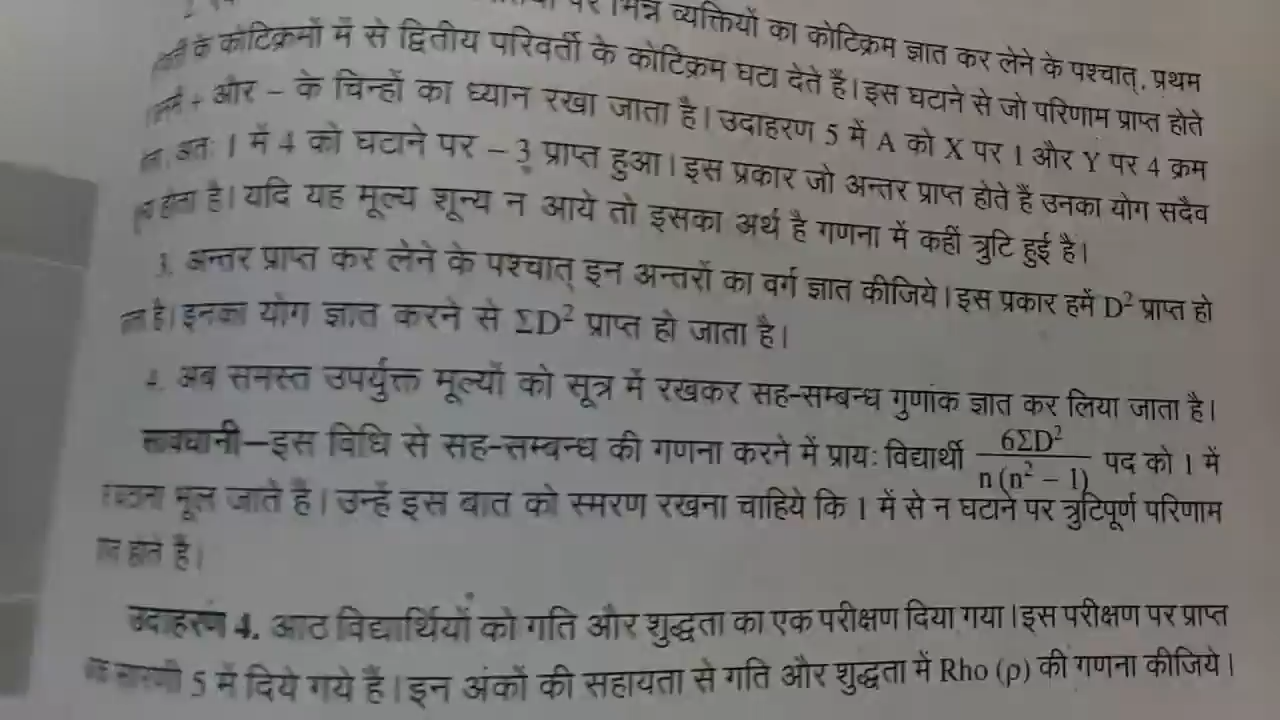 पर भिन्न व्यक्तियों का कोटिक्रम ज्ञात कर लेने के पश्चात्, प्रथम
के कोटिक्रमों में से द्वितीय परिवर्ती के कोटिक्रम घटा देते हैं। इस घटाने से जो परिणाम प्राप्त होते
+ और – के चिन्हों का ध्यान रखा जाता है। उदाहरण 5 में A को X पर 1 और Y पर 4 क्रम
अतः 1 में 4 को घटाने पर – 3 प्राप्त हुआ। इस प्रकार जो अन्तर प्राप्त होते हैं उनका योग सदैव
होता है। यदि यह मूल्य शून्य न आये तो इसका अर्थ है गणना में कहीं त्रुटि हुई है।
3. अन्तर प्राप्त कर लेने के पश्चात् इन अन्तरों का वर्ग ज्ञात कीजिये। इस प्रकार हमें D² प्राप्त हो
है। इनका योग ज्ञात करने से ΣD² प्राप्त हो जाता है।
4. अब समस्त उपर्युक्त मूल्यों को सूत्र में रखकर सह-सम्बन्ध गुणांक ज्ञात कर लिया जाता है।
सावधानी—इस विधि से सह-सम्बन्ध की गणना करने में प्रायः विद्यार्थी 6ΣD² / n (n² – 1) पद को 1 में
भूल जाते हैं। उन्हें इस बात को स्मरण रखना चाहिये कि 1 में से न घटाने पर त्रुटिपूर्ण परिणाम
होते हैं।
उदाहरण 4. आठ विद्यार्थियों को गति और शुद्धता का एक परीक्षण दिया गया। इस परीक्षण पर प्राप्त
सारणी 5 में दिये गये हैं। इन अंकों की सहायता से गति और शुद्धता में Rho (ρ) की गणना कीजिये।